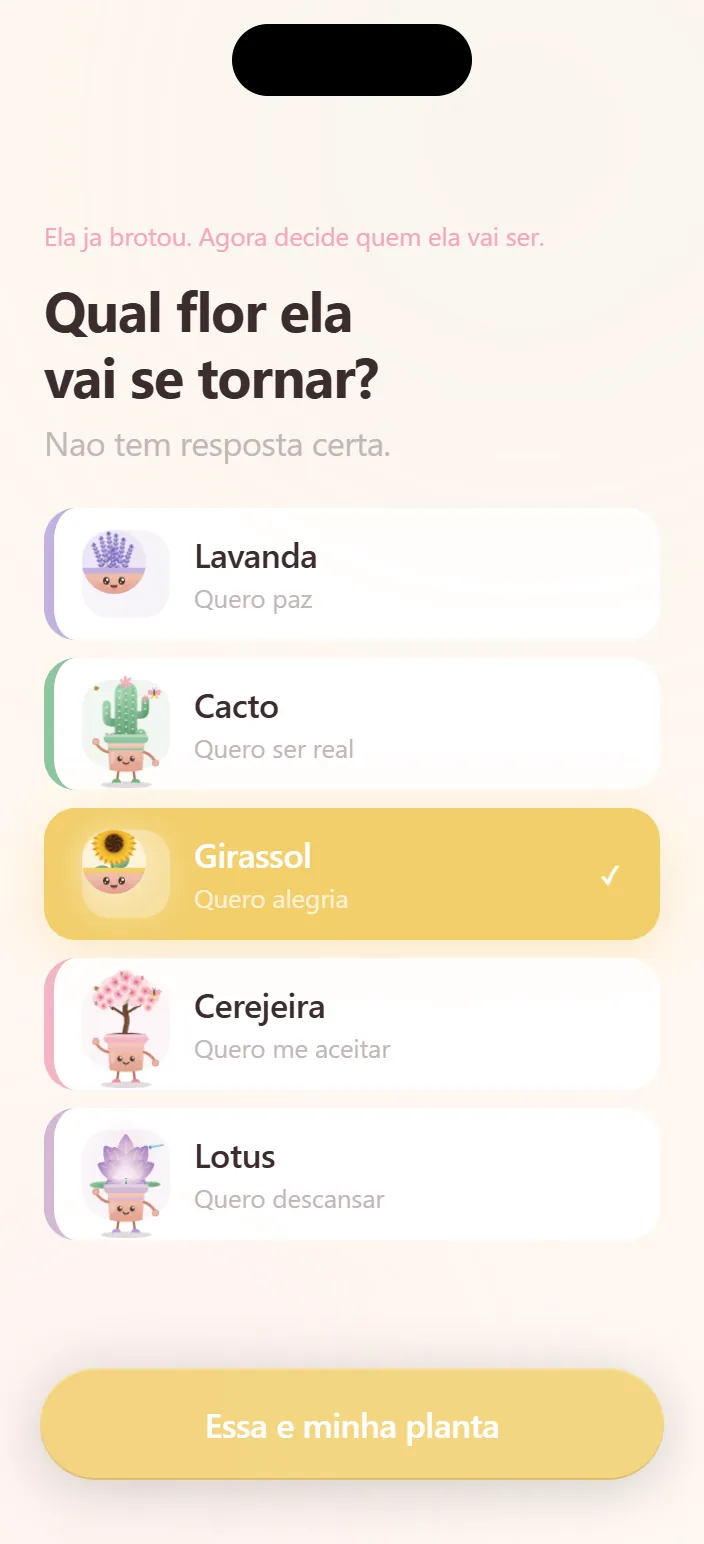 Ela ja brotou. Agora decide quem ela vai ser.
Qual flor ela
vai se tornar?
Nao tem resposta certa.
Lavanda
Quero paz
Cacto
Quero ser real
Girassol
Quero alegria
Cerejeira
Quero me aceitar
Lotus
Quero descansar
Essa e minha planta